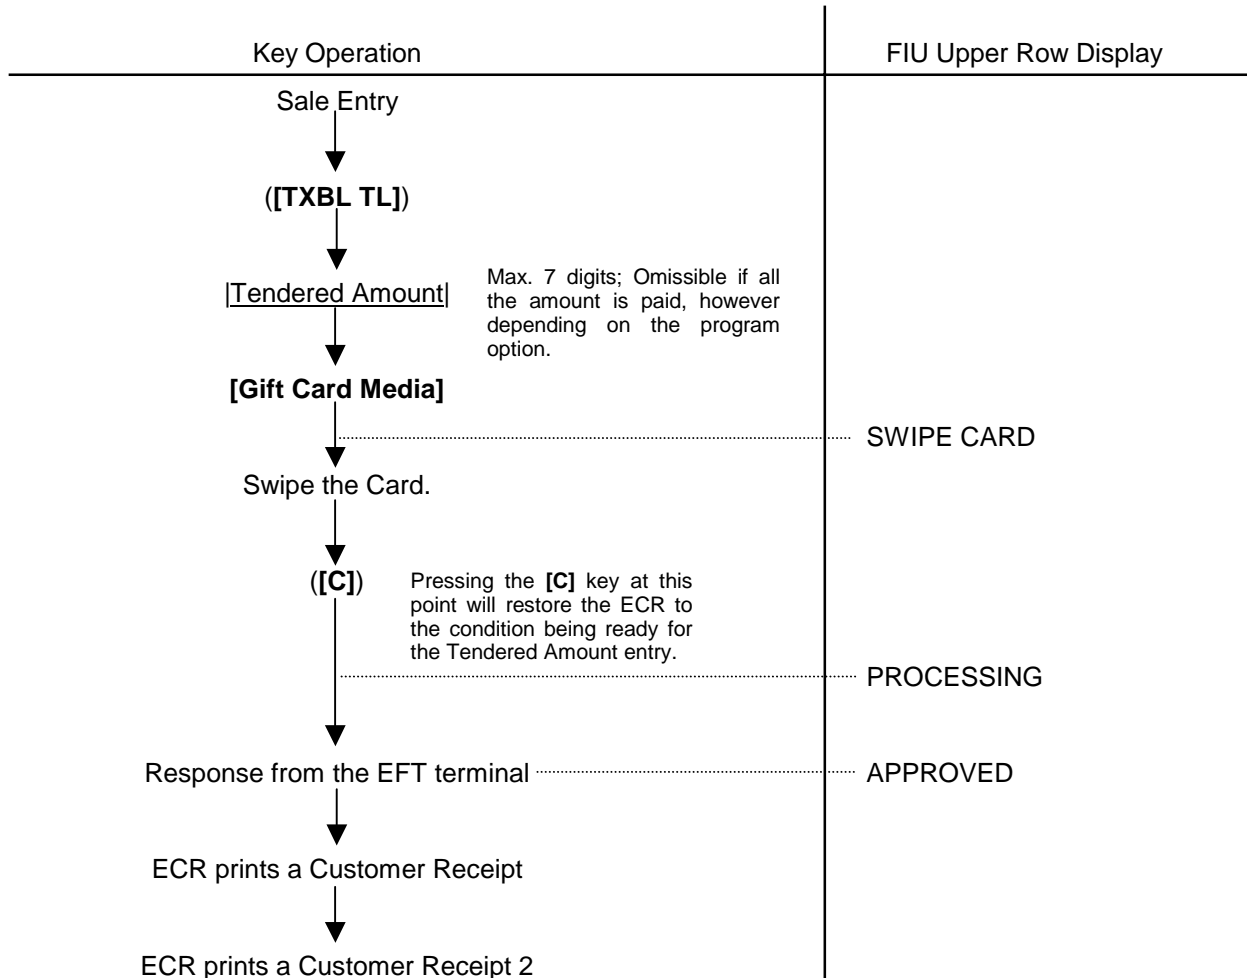 Key Operation
FIU Upper Row Display
Sale Entry
([TXBL TL])
|Tendered Amount|
Max. 7 digits; Omissible if all
the amount is paid, however
depending on the program
option.
[Gift Card Media]
SWIPE CARD
Swipe the Card.
([C])
Pressing the [C] key at this
point will restore the ECR to
the condition being ready for
the Tendered Amount entry.
PROCESSING
Response from the EFT terminal
APPROVED
ECR prints a Customer Receipt
ECR prints a Customer Receipt 2